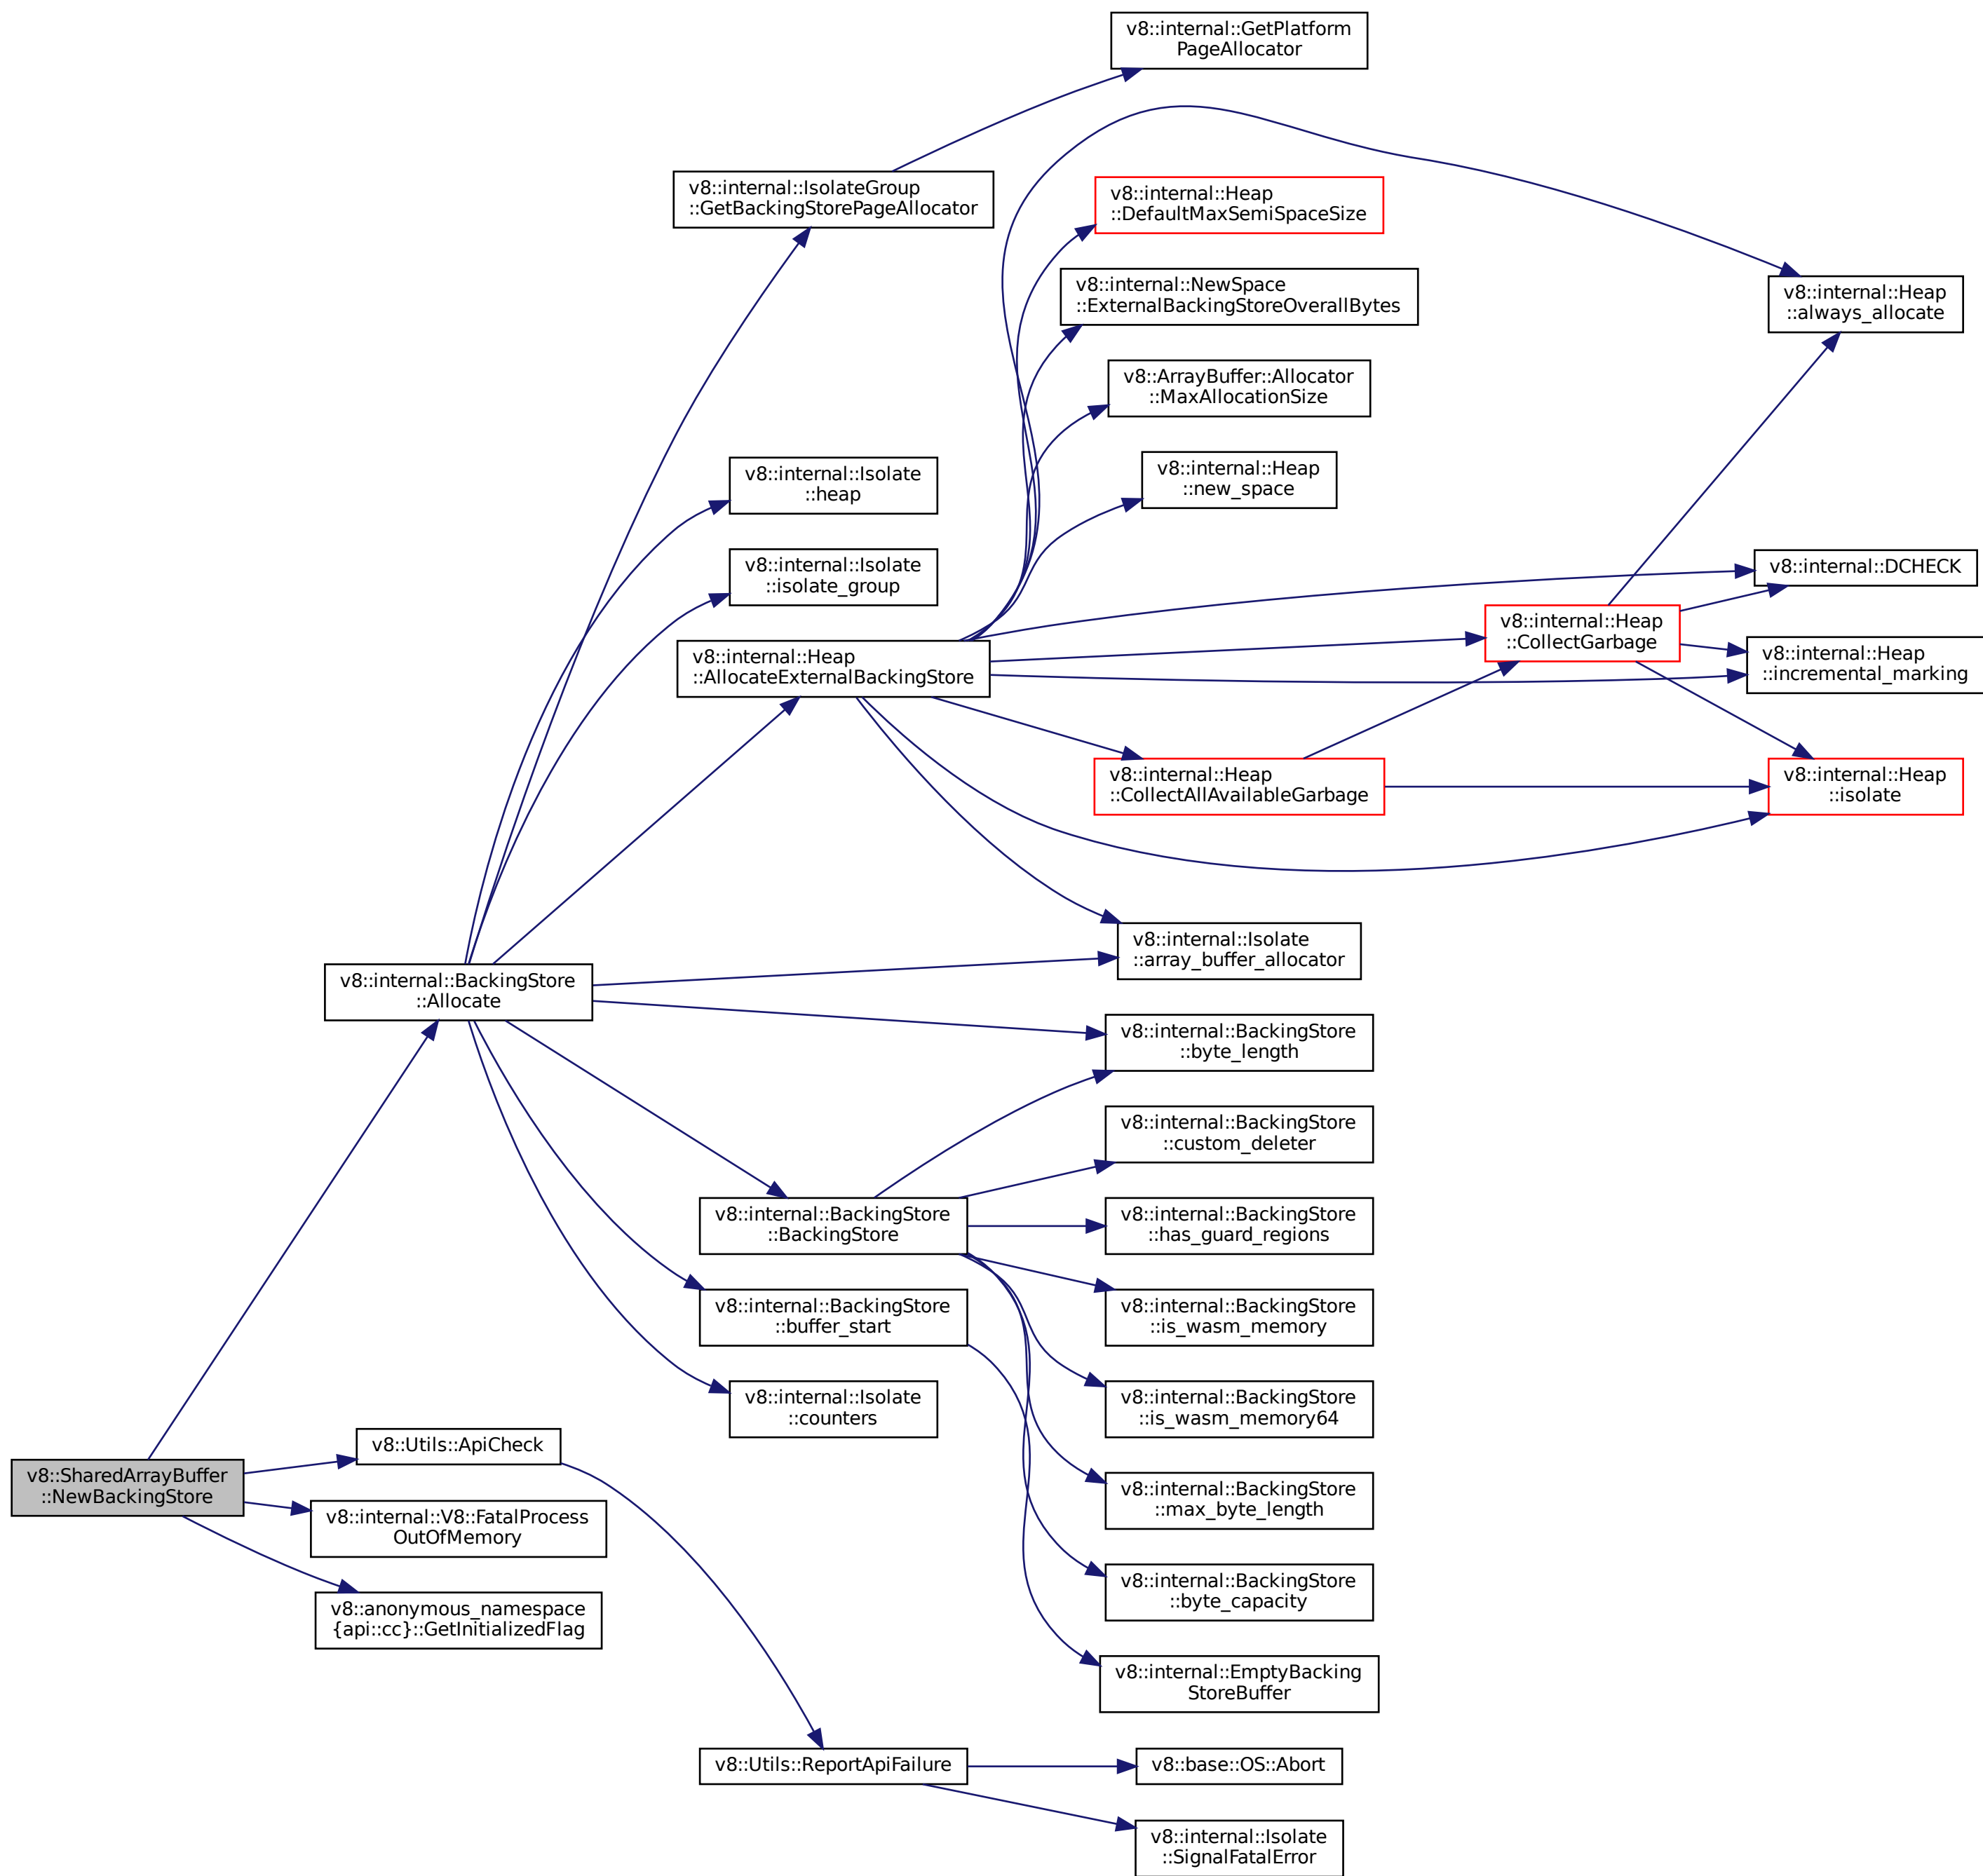 v8::internal::GetPlatform
PageAllocator
v8::internal::IsolateGroup
::GetBackingStorePageAllocator
v8::internal::Heap
::DefaultMaxSemiSpaceSize
v8::internal::NewSpace
::ExternalBackingStoreOverallBytes
v8::internal::Heap
::always_allocate
v8::ArrayBuffer::Allocator
::MaxAllocationSize
v8::internal::Isolate
::heap
v8::internal::Heap
::new_space
v8::internal::Isolate
::isolate_group
v8::internal::DCHECK
v8::internal::Heap
::CollectGarbage
v8::internal::Heap
::AllocateExternalBackingStore
v8::internal::Heap
::incremental_marking
v8::internal::Heap
::CollectAllAvailableGarbage
v8::internal::Heap
::isolate
v8::internal::Isolate
::array_buffer_allocator
v8::internal::BackingStore
::Allocate
v8::internal::BackingStore
::byte_length
v8::internal::BackingStore
::custom_deleter
v8::internal::BackingStore
::BackingStore
v8::internal::BackingStore
::has_guard_regions
v8::internal::BackingStore
::buffer_start
v8::internal::BackingStore
::is_wasm_memory
v8::internal::Isolate
::counters
v8::internal::BackingStore
::is_wasm_memory64
v8::Utils::ApiCheck
v8::SharedArrayBuffer
::NewBackingStore
v8::internal::BackingStore
::max_byte_length
v8::internal::V8::FatalProcess
OutOfMemory
v8::internal::BackingStore
::byte_capacity
v8::anonymous_namespace
{api::cc}::GetInitializedFlag
v8::internal::EmptyBacking
StoreBuffer
v8::Utils::ReportApiFailure
v8::base::OS::Abort
v8::internal::Isolate
::SignalFatalError